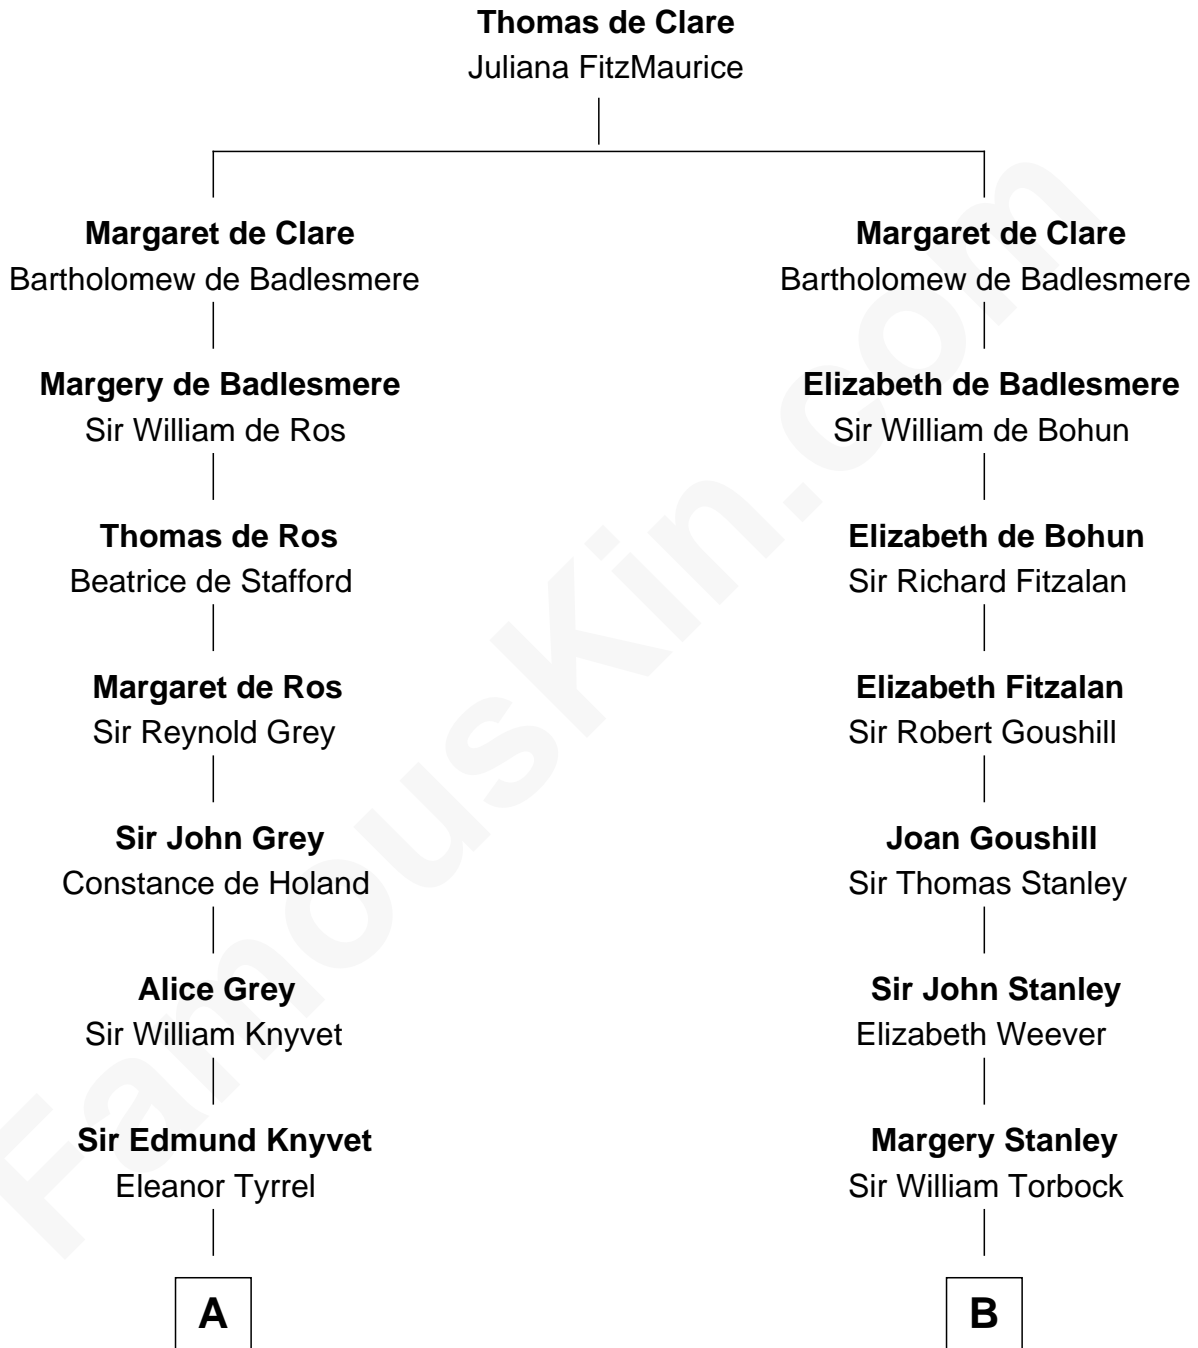 Thomas de Clare
Juliana FitzMaurice
Margaret de Clare
Bartholomew de Badlesmere
Margery de Badlesmere
Sir William de Ros
Thomas de Ros
Beatrice de Stafford
Margaret de Ros
Sir Reynold Grey
Sir John Grey
Constance de Holand
Alice Grey
Sir William Knyvet
Sir Edmund Knyvet
Eleanor Tyrrel
A
Margaret de Clare
Bartholomew de Badlesmere
Elizabeth de Badlesmere
Sir William de Bohun
Elizabeth de Bohun
Sir Richard Fitzalan
Elizabeth Fitzalan
Sir Robert Goushill
Joan Goushill
Sir Thomas Stanley
Sir John Stanley
Elizabeth Weever
Margery Stanley
Sir William Torbock
B
FamousKin.com